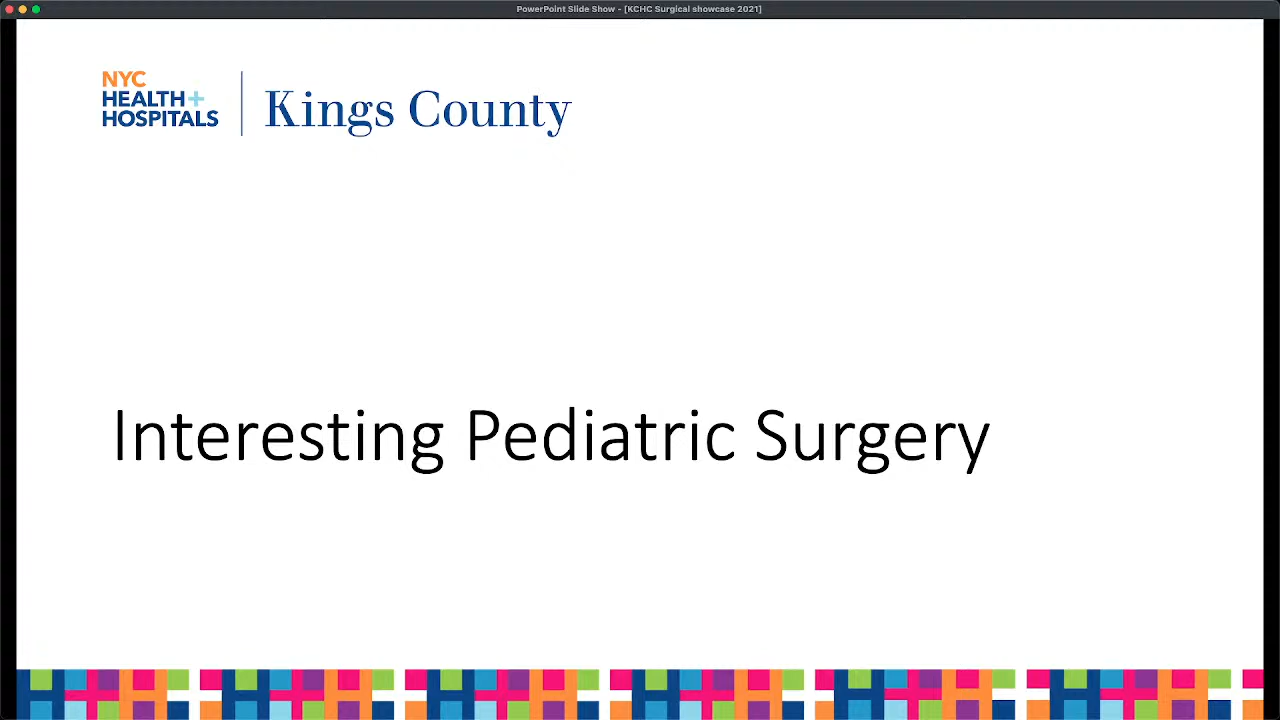 PowerPoint Slide Show - [KCHC Surgical showcase 2021]
NYC
HEALTH+
HOSPITALS
Kings County
Interesting Pediatric Surgery